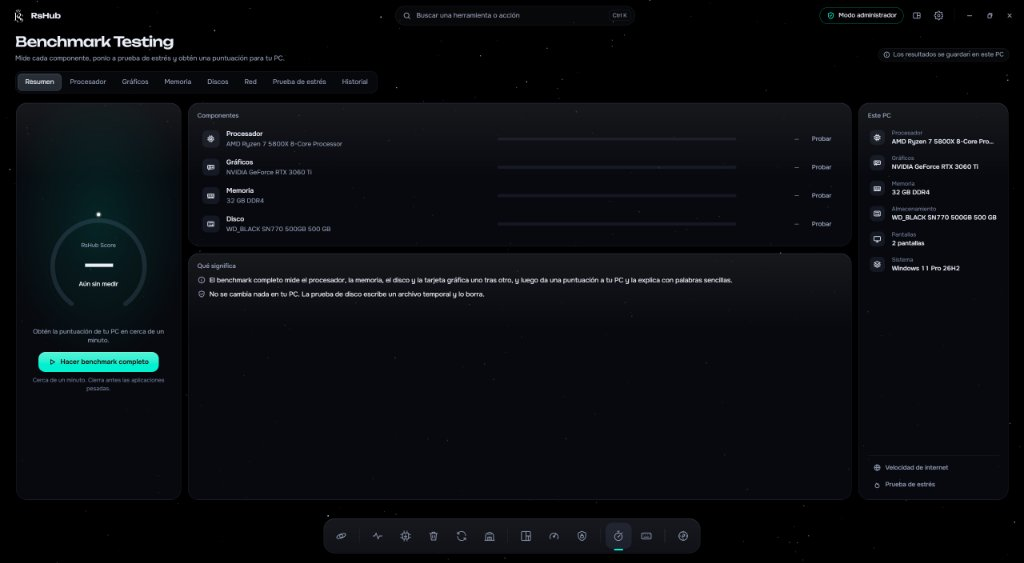 RsHub
Buscar una herramienta o acción
Ctrl K
Modo administrador
Benchmark Testing
Mide cada componente, ponlo a prueba de estrés y obtén una puntuación para tu PC.
Los resultados se guardan en este PC
Resumen
Procesador
Gráficos
Memoria
Discos
Red
Prueba de estrés
Historial
RsHub Score
Aún sin medir
Obtén la puntuación de tu PC en cerca de un
minuto.
Hacer benchmark completo
Cerca de un minuto. Cierra antes las aplicaciones
pesadas.
Componentes
Procesador
AMD Ryzen 7 5800X 8-Core Processor
— Probar
Gráficos
NVIDIA GeForce RTX 3060 Ti
— Probar
Memoria
32 GB DDR4
— Probar
Disco
WD_BLACK SN770 500GB 500 GB
— Probar
Qué significa
El benchmark completo mide el procesador, la memoria, el disco y la tarjeta gráfica uno tras otro, y luego da una puntuación a tu PC y la explica con palabras sencillas.
No se cambia nada en tu PC. La prueba de disco escribe un archivo temporal y lo borra.
Este PC
Procesador
AMD Ryzen 7 5800X 8-Core Pro...
Gráficos
NVIDIA GeForce RTX 3060 Ti
Memoria
32 GB DDR4
Almacenamiento
WD_BLACK SN770 500GB 500 GB
Pantallas
2 pantallas
Sistema
Windows 11 Pro 26H2
Velocidad de internet
Prueba de estrés